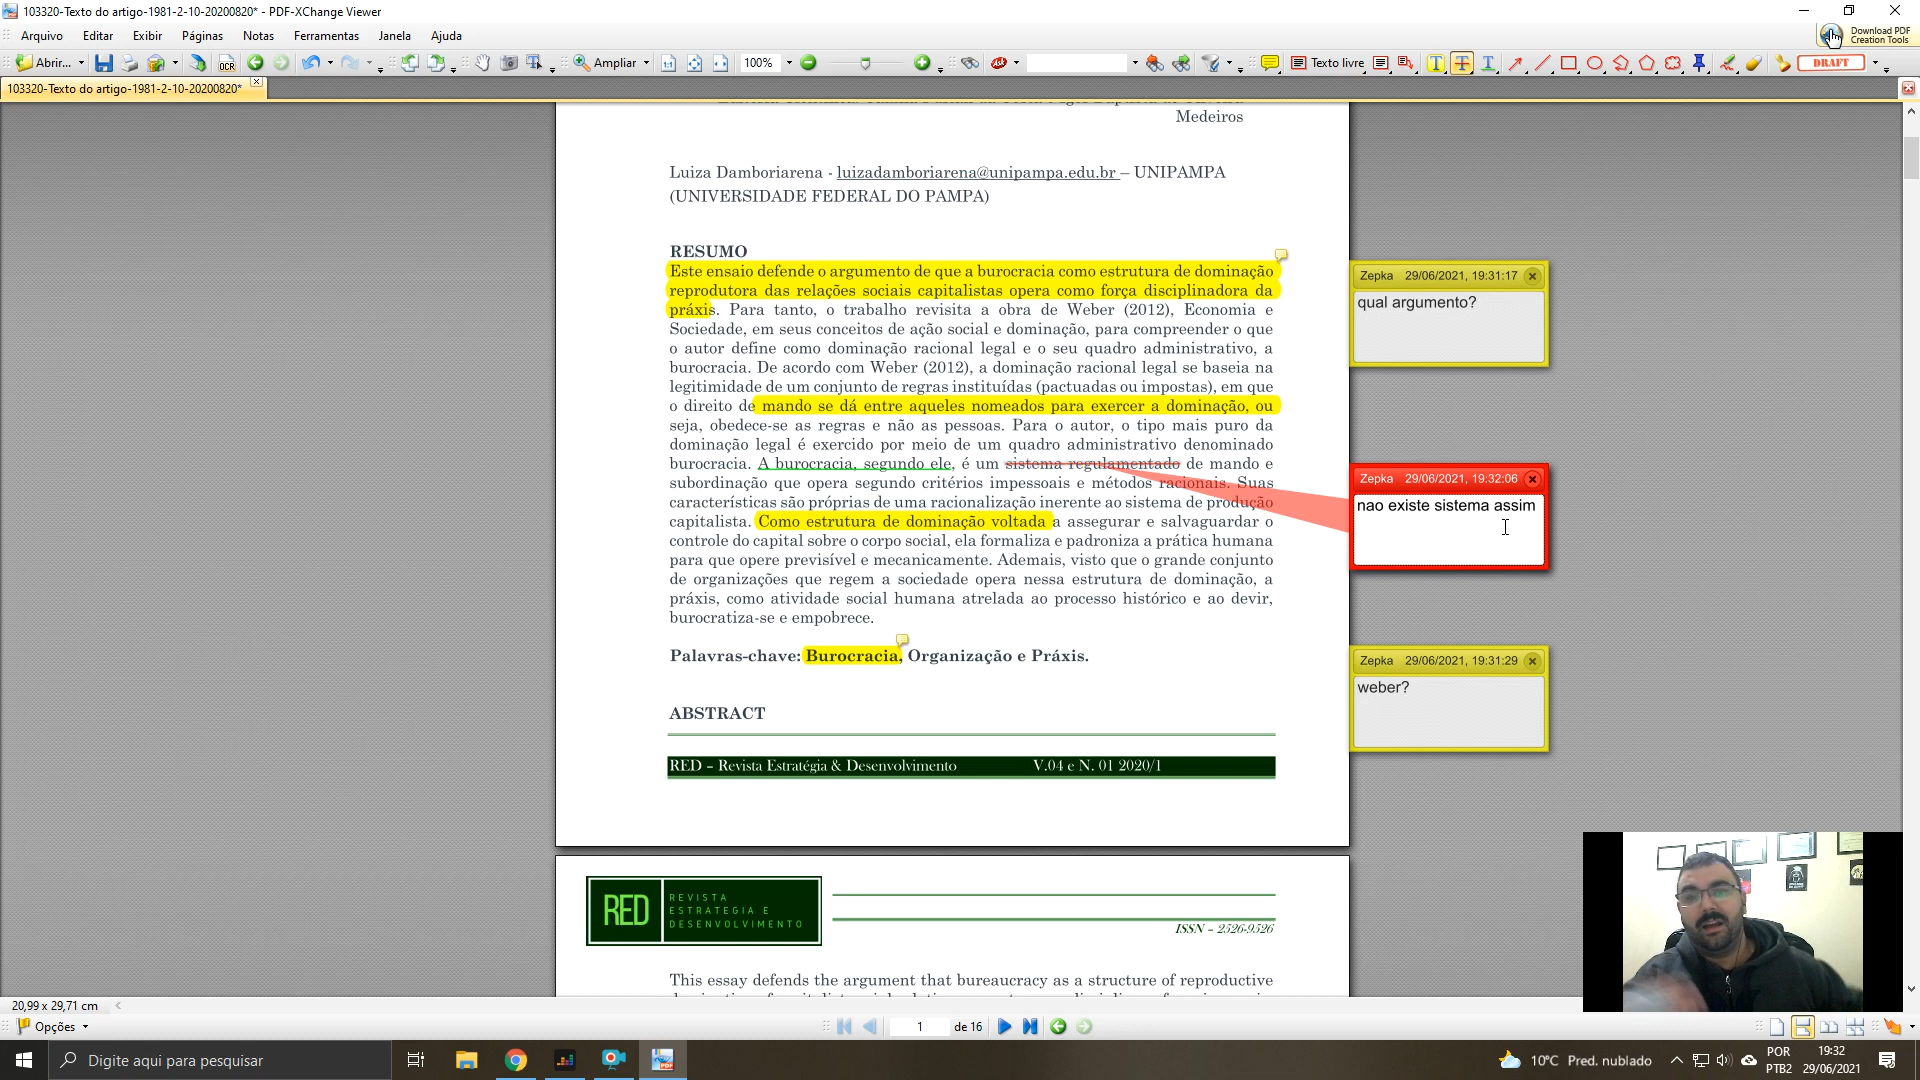 103320-Texto do artigo-1981-2-10-20200820* - PDF-XChange Viewer
Arquivo Editar Exibir Páginas Notas Ferramentas Janela Ajuda
Download PDF
Creation Tools
Abrir... OCR Ampliar 100% Texto livre DRAFT
103320-Texto do artigo-1981-2-10-20200820*
Medeiros
Luiza Damboriarena - luizadamboriarena@unipampa.edu.br – UNIPAMPA
(UNIVERSIDADE FEDERAL DO PAMPA)
RESUMO
Este ensaio defende o argumento de que a burocracia como estrutura de dominação
reprodutora das relações sociais capitalistas opera como força disciplinadora da
práxis. Para tanto, o trabalho revisita a obra de Weber (2012), Economia e
Sociedade, em seus conceitos de ação social e dominação, para compreender o que
o autor define como dominação racional legal e o seu quadro administrativo, a
burocracia. De acordo com Weber (2012), a dominação racional legal se baseia na
legitimidade de um conjunto de regras instituídas (pactuadas ou impostas), em que
o direito de mando se dá entre aqueles nomeados para exercer a dominação, ou
seja, obedece-se as regras e não as pessoas. Para o autor, o tipo mais puro da
dominação legal é exercido por meio de um quadro administrativo denominado
burocracia. A burocracia, segundo ele, é um sistema regulamentado de mando e
subordinação que opera segundo critérios impessoais e métodos racionais. Suas
características são próprias de uma racionalização inerente ao sistema de produção
capitalista. Como estrutura de dominação voltada a assegurar e salvaguardar o
controle do capital sobre o corpo social, ela formaliza e padroniza a prática humana
para que opere previsível e mecanicamente. Ademais, visto que o grande conjunto
de organizações que regem a sociedade opera nessa estrutura de dominação, a
práxis, como atividade social humana atrelada ao processo histórico e ao devir,
burocratiza-se e empobrece.
Palavras-chave: Burocracia, Organização e Práxis.
ABSTRACT
RED – Revista Estratégia & Desenvolvimento V.04 e N. 01 2020/1
Zepka 29/06/2021, 19:31:17
qual argumento?
Zepka 29/06/2021, 19:32:06
nao existe sistema assim
Zepka 29/06/2021, 19:31:29
weber?
RED
REVISTA
ESTRATEGIA E
DESENVOLVIMENTO
ISSN – 2526-9526
This essay defends the argument that bureaucracy as a structure of reproductive
20,99 x 29,71 cm
Opções
1 de 16
Digite aqui para pesquisar
10°C Pred. nublado
POR
PTB2
19:32
29/06/2021